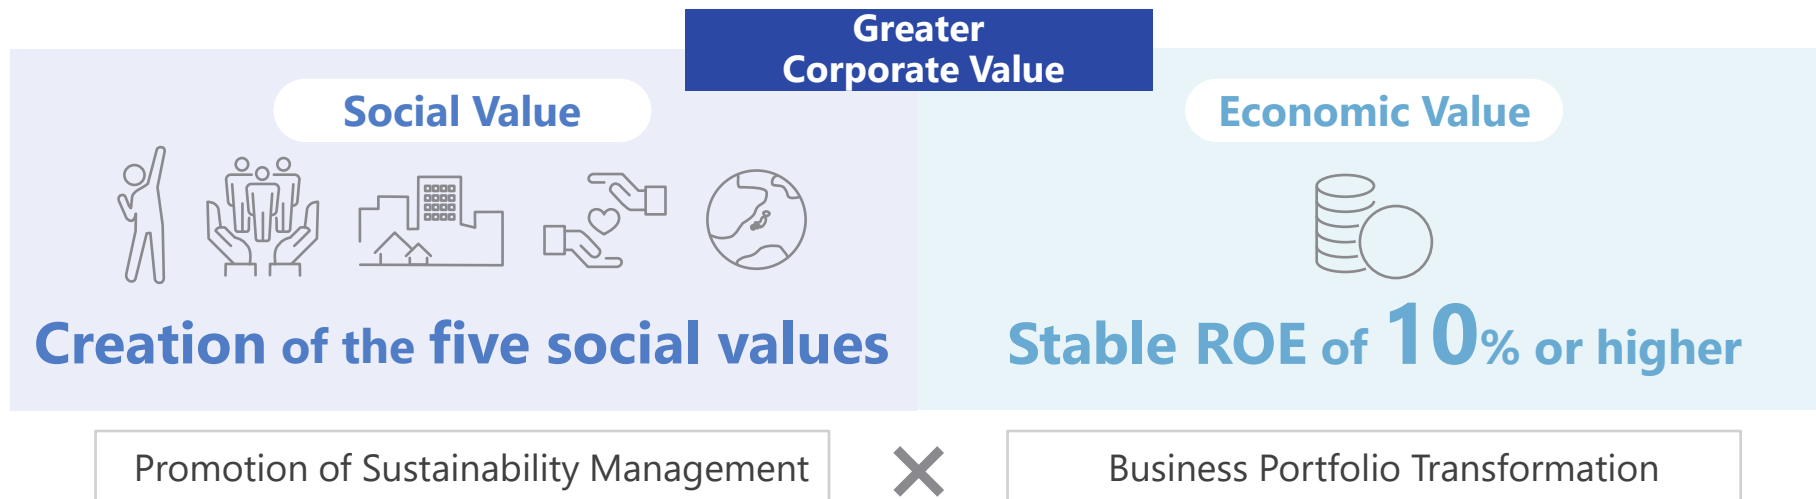 Greater
Corporate Value
Social Value
Economic Value
Creation of the five social values
Stable ROE of 10% or higher
Promotion of Sustainability Management
Business Portfolio Transformation